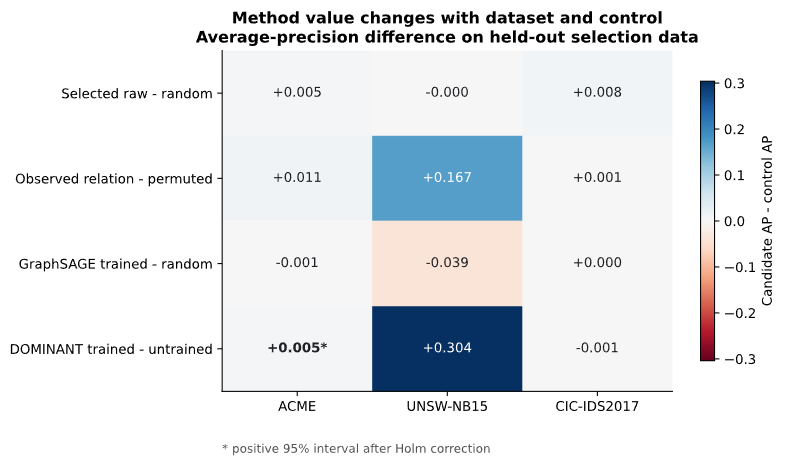 Method value changes with dataset and control
Average-precision difference on held-out selection data
Selected raw - random
+0.005
-0.000
+0.008
Observed relation - permuted
+0.011
+0.167
+0.001
GraphSAGE trained - random
-0.001
-0.039
+0.000
DOMINANT trained - untrained
+0.005*
+0.304
-0.001
ACME
UNSW-NB15
CIC-IDS2017
0.3
0.2
0.1
0.0
−0.1
−0.2
−0.3
Candidate AP - control AP
* positive 95% interval after Holm correction